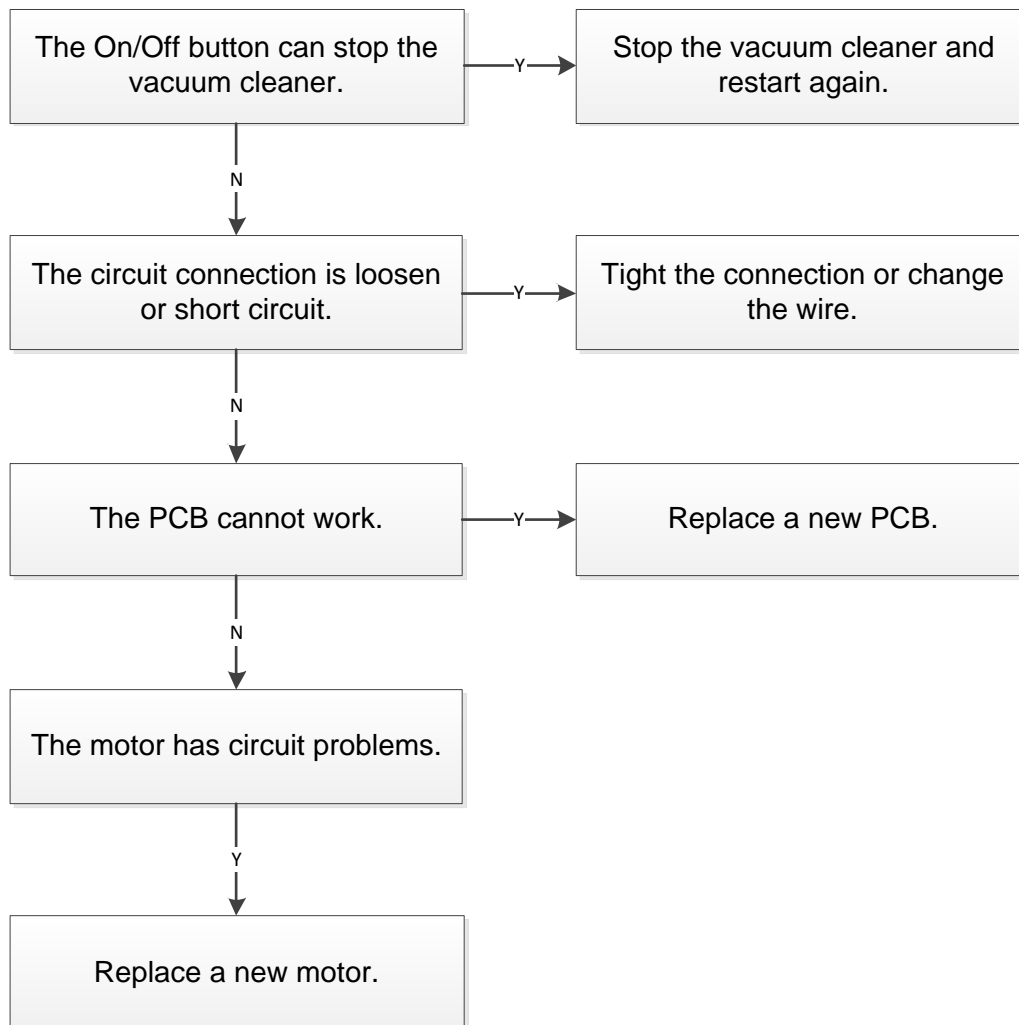 The On/Off button can stop the
vacuum cleaner.
Y
Stop the vacuum cleaner and
restart again.
N
The circuit connection is loosen
or short circuit.
Y
Tight the connection or change
the wire.
N
The PCB cannot work.
Y
Replace a new PCB.
N
The motor has circuit problems.
Y
Replace a new motor.